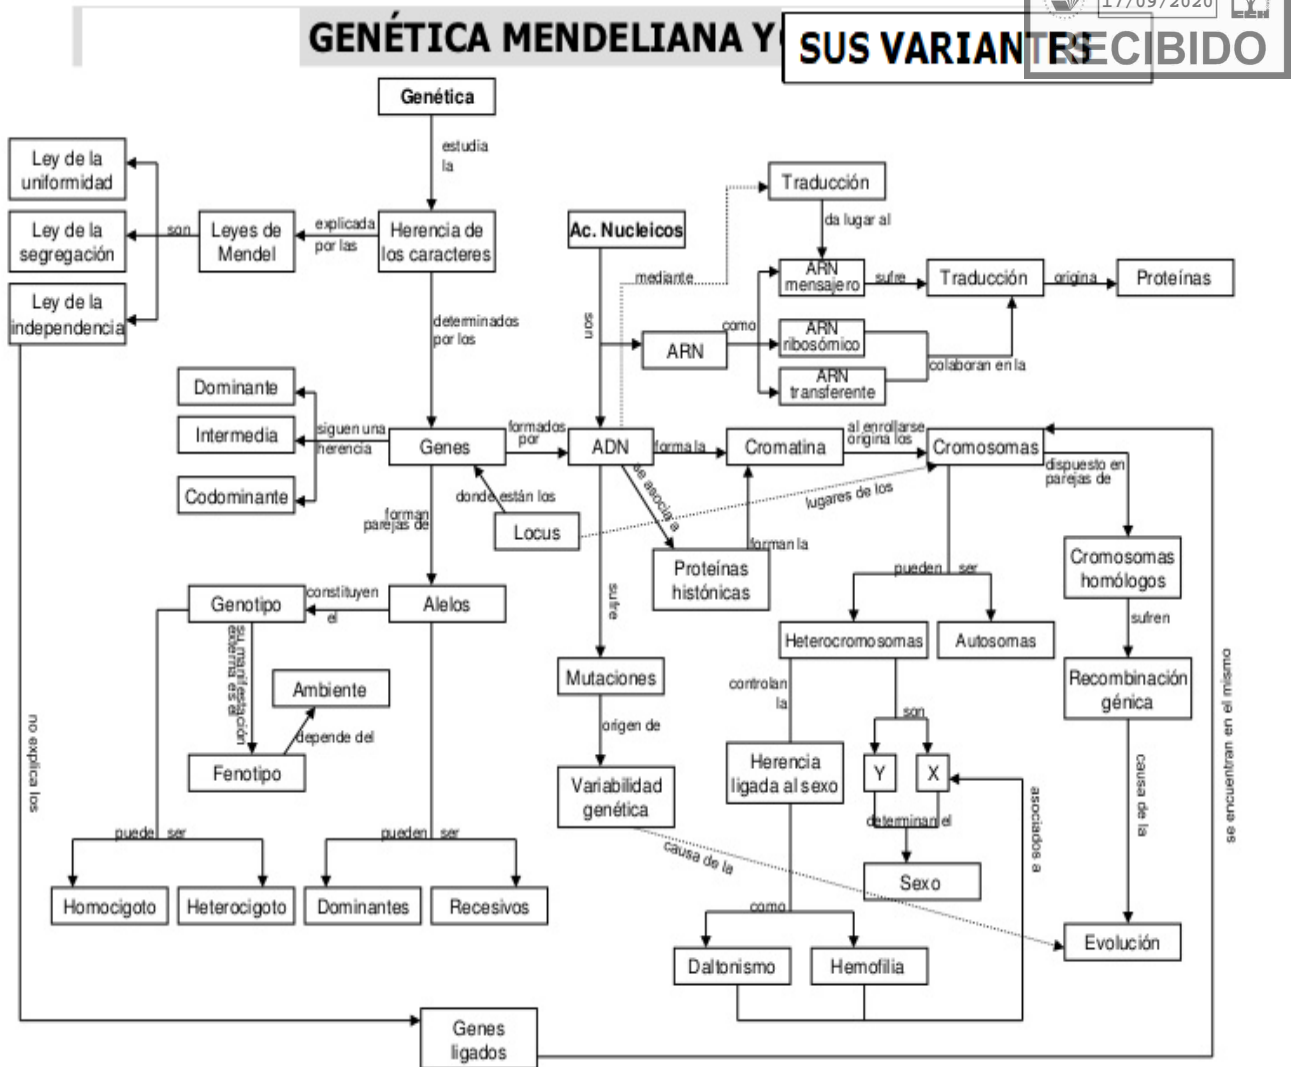 GENÉTICA MENDELIANA Y
SUS VARIANTES
17/09/2020
RECIBIDO
Genética
estudia
la
Ley de la
uniformidad
Ley de la
segregación
Ley de la
independencia
son
Leyes de
Mendel
explicada
por las
Herencia de
los caracteres
determinados
por los
Ac. Nucleicos
son
mediante
Traducción
da lugar al
ARN
mensajero
sufre
Traducción
origina
Proteínas
ARN
como
ARN
ribosómico
ARN
transferente
colaboran en la
Dominante
Intermedia
Codominante
siguen una
herencia
Genes
formados
por
ADN
forma la
Cromatina
al enrollarse
origina los
Cromosomas
dispuesto en
parejas de
donde están los
Locus
lugares de los
se asocia a
forman la
Proteínas
histónicas
forman
parejas de
Cromosomas
homólogos
sufren
Recombinación
génica
causa de la
Genotipo
constituyen
el
Alelos
su manifestación
externa es el
Ambiente
depende del
Fenotipo
sufre
Mutaciones
origen de
Variabilidad
genética
causa de la
pueden ser
Heterocromosomas
Autosomas
controlan
la
Herencia
ligada al sexo
son
Y
X
determinan el
Sexo
asociados a
se encuentran en el mismo
no explica los
puede ser
Homocigoto
Heterocigoto
pueden ser
Dominantes
Recesivos
como
Daltonismo
Hemofilia
Evolución
Genes
ligados